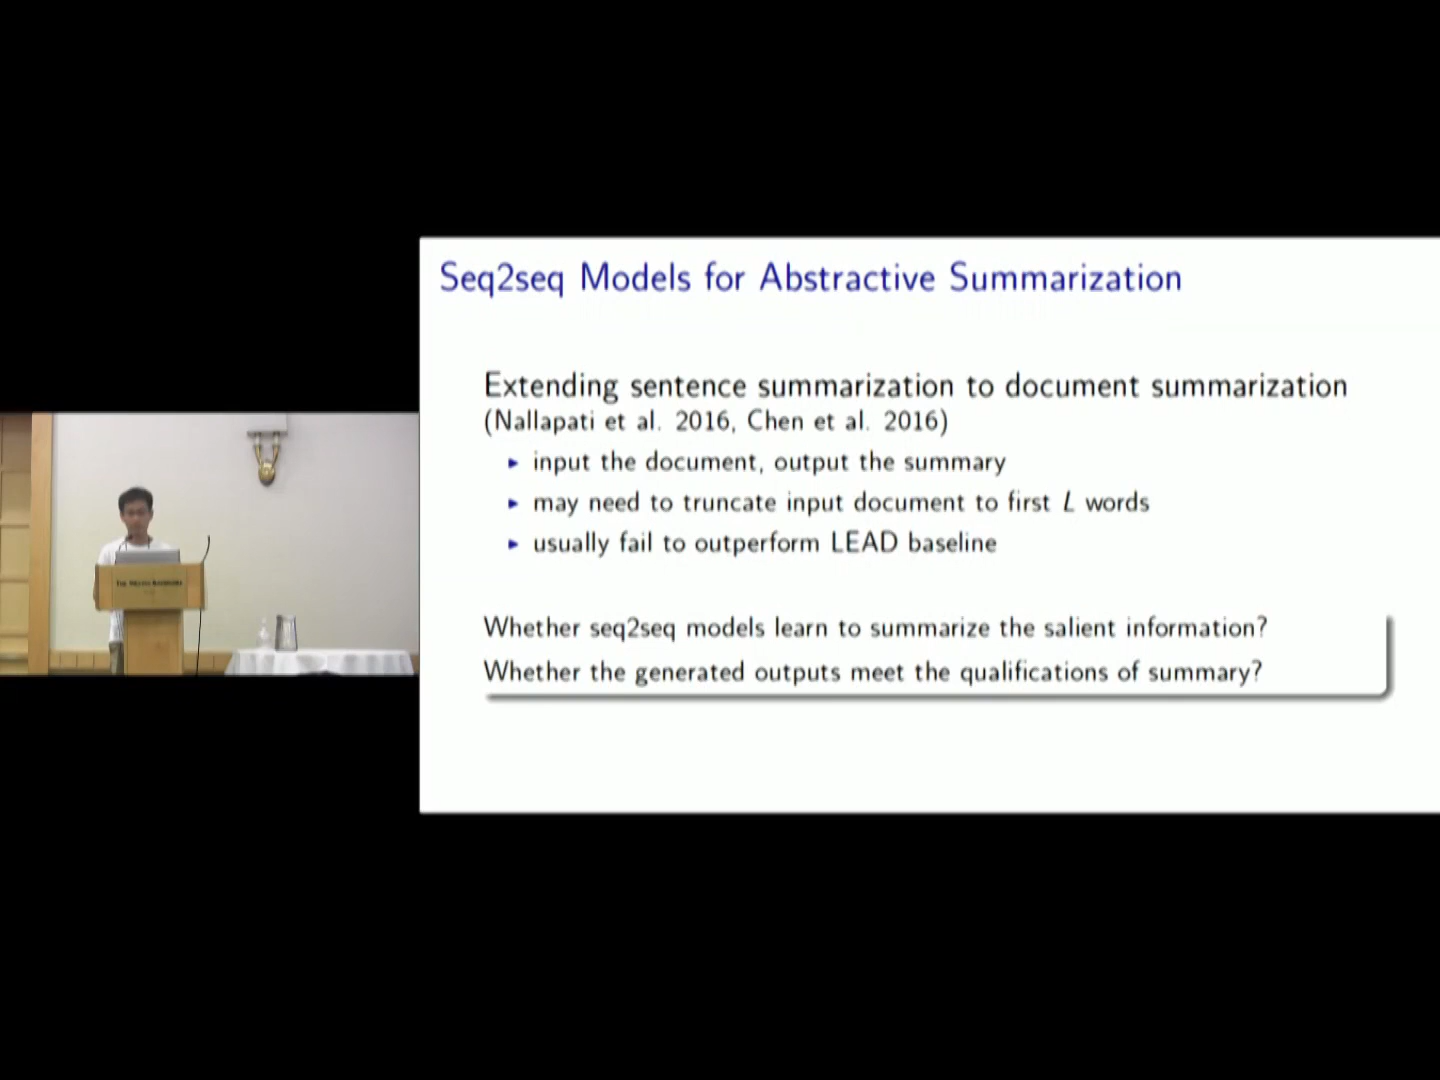 Seq2seq Models for Abstractive Summarization
Extending sentence summarization to document summarization
(Nallapati et al. 2016, Chen et al. 2016)
▸ input the document, output the summary
▸ may need to truncate input document to first L words
▸ usually fail to outperform LEAD baseline
Whether seq2seq models learn to summarize the salient information?
Whether the generated outputs meet the qualifications of summary?